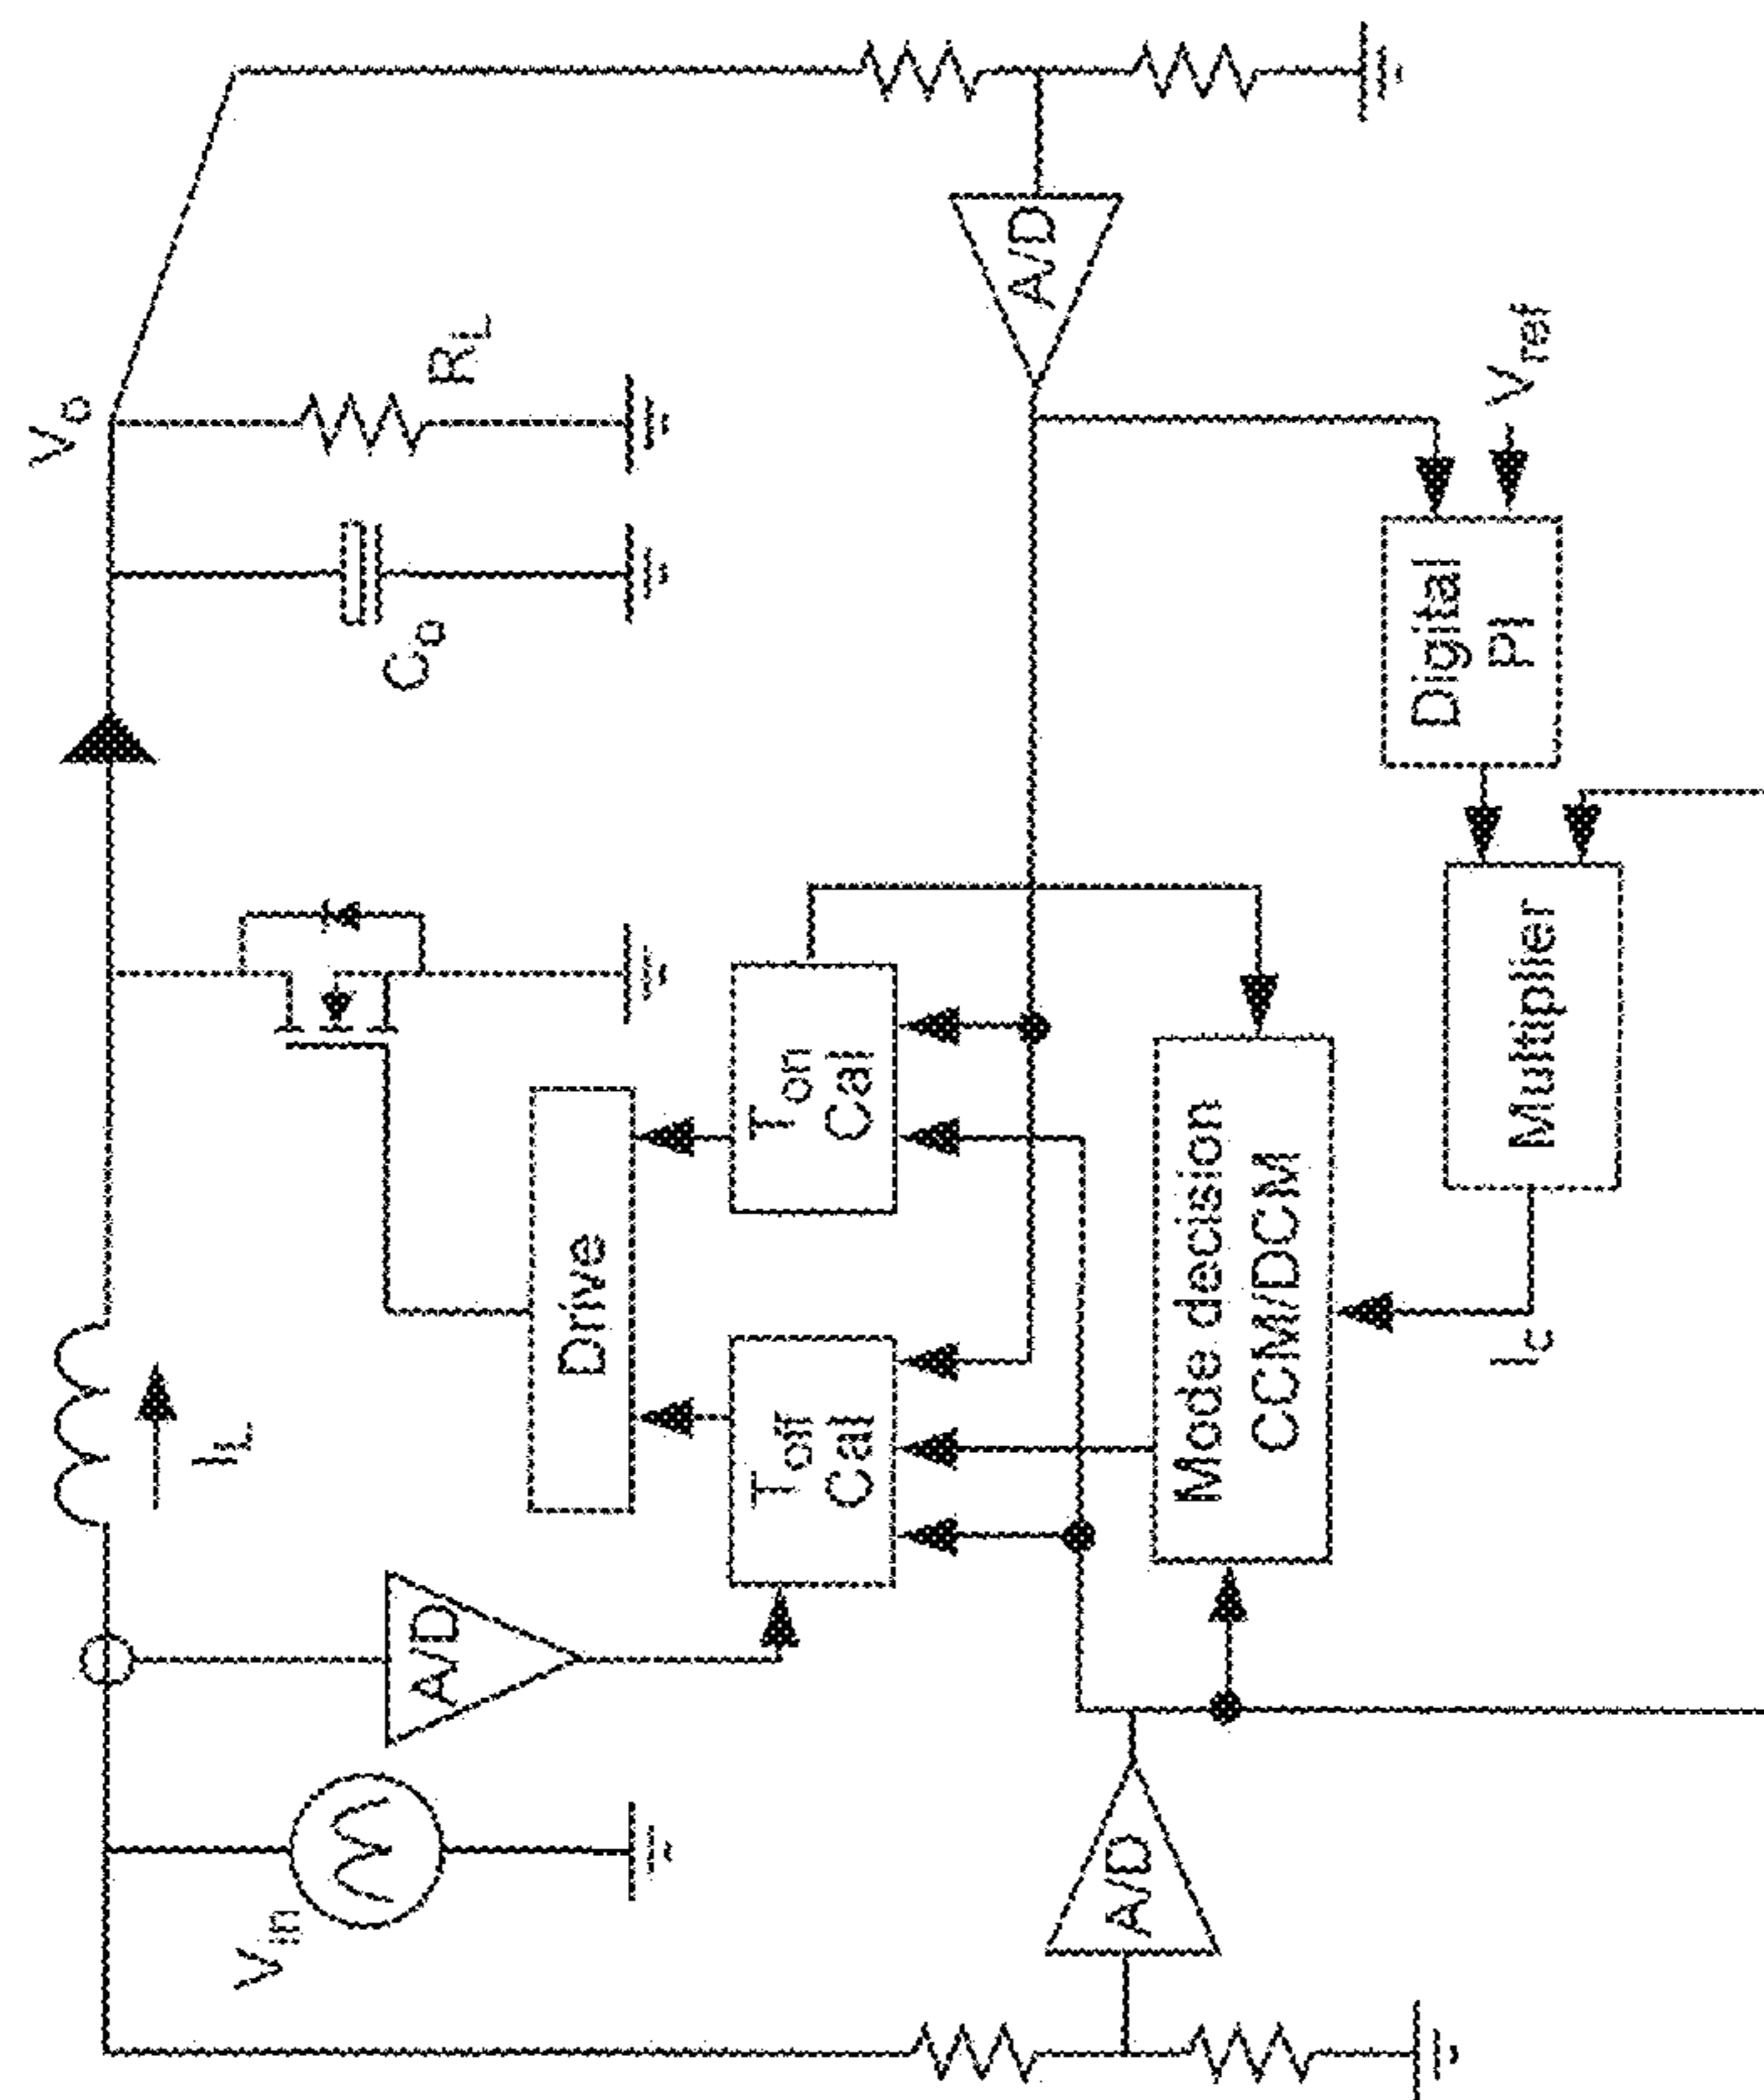 Vin
A/D
IL
Vo
Co
RL
Drive
Toff
Cal
Ton
Cal
A/D
A/D
Mode decision
CCM/DCM
Ic
Multiplier
Digital
PI
Vref